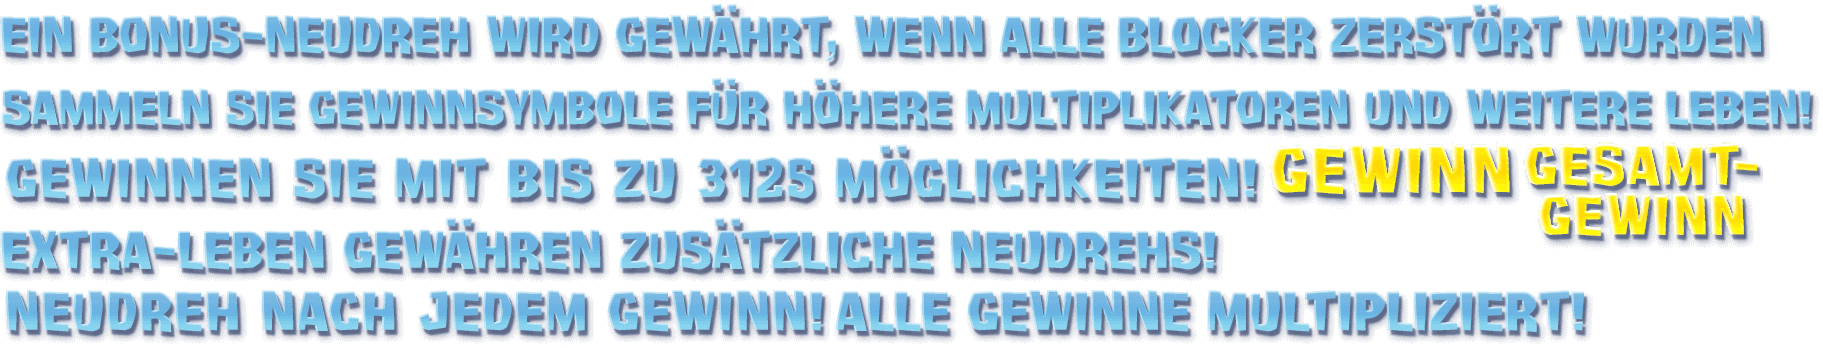 EIN BONUS-NEUDREH WIRD GEWÄHRT, WENN ALLE BLOCKER ZERSTÖRT WURDEN
SAMMELN SIE GEWINNSYMBOLE FÜR HÖHERE MULTIPLIKATOREN UND WEITERE LEBEN!
GEWINNEN SIE MIT BIS ZU 3125 MÖGLICHKEITEN!
GEWINN
GESAMT-
GEWINN
EXTRA-LEBEN GEWÄHREN ZUSÄTZLICHE NEUDREHS!
NEUDREH NACH JEDEM GEWINN!
ALLE GEWINNE MULTIPLIZIERT!